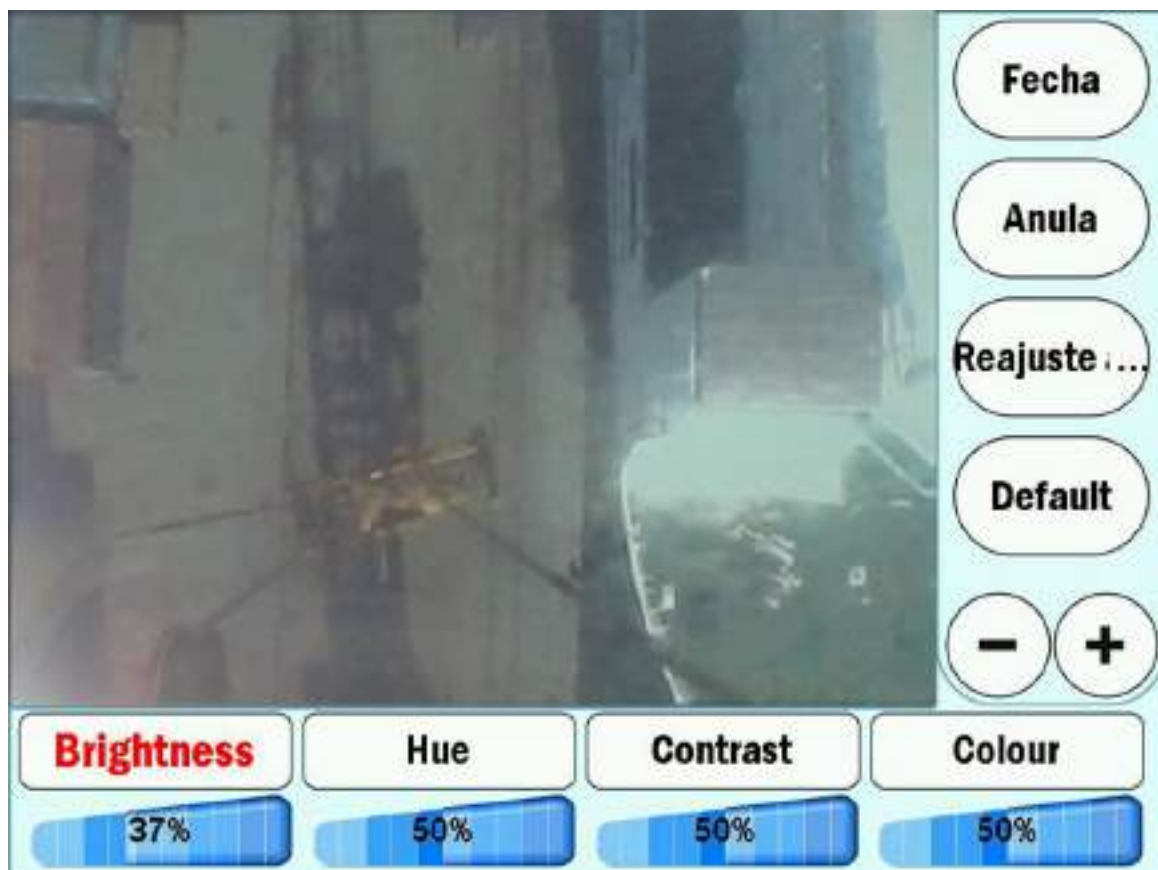 Fecha
Anula
Reajuste a...
Default
− +
Brightness Hue Contrast Colour
37% 50% 50% 50%